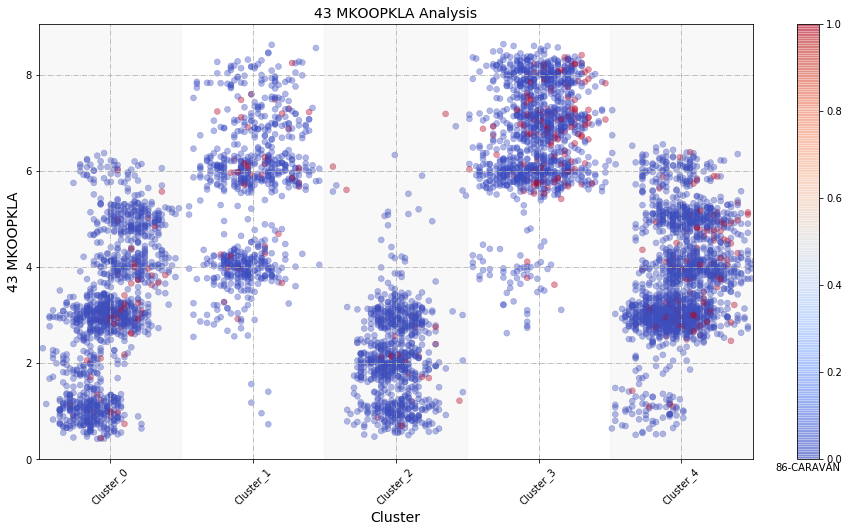 43 MKOOPKLA Analysis
43 MKOOPKLA
8
6
4
2
0
Cluster_0
Cluster_1
Cluster_2
Cluster_3
Cluster_4
Cluster
1.0
0.8
0.6
0.4
0.2
0.0
86-CARAVAN